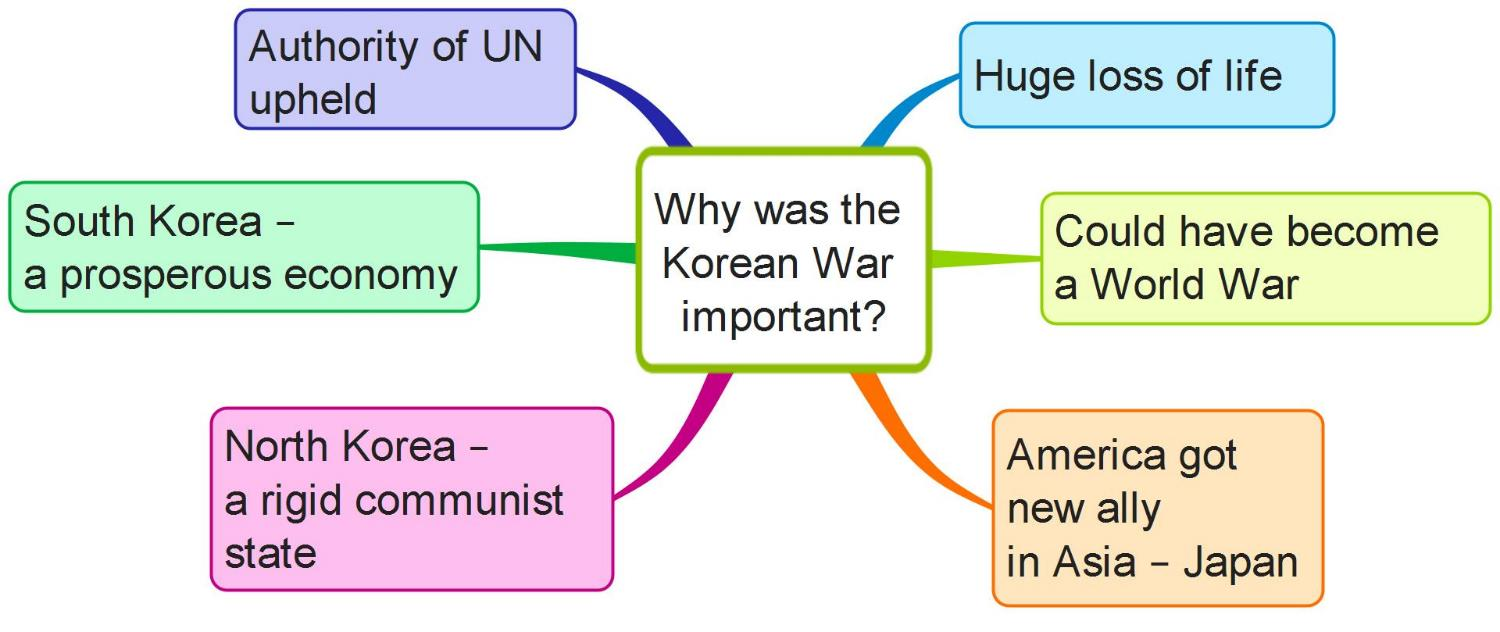 Authority of UN
upheld
Huge loss of life
South Korea –
a prosperous economy
Why was the
Korean War
important?
Could have become
a World War
North Korea –
a rigid communist
state
America got
new ally
in Asia – Japan